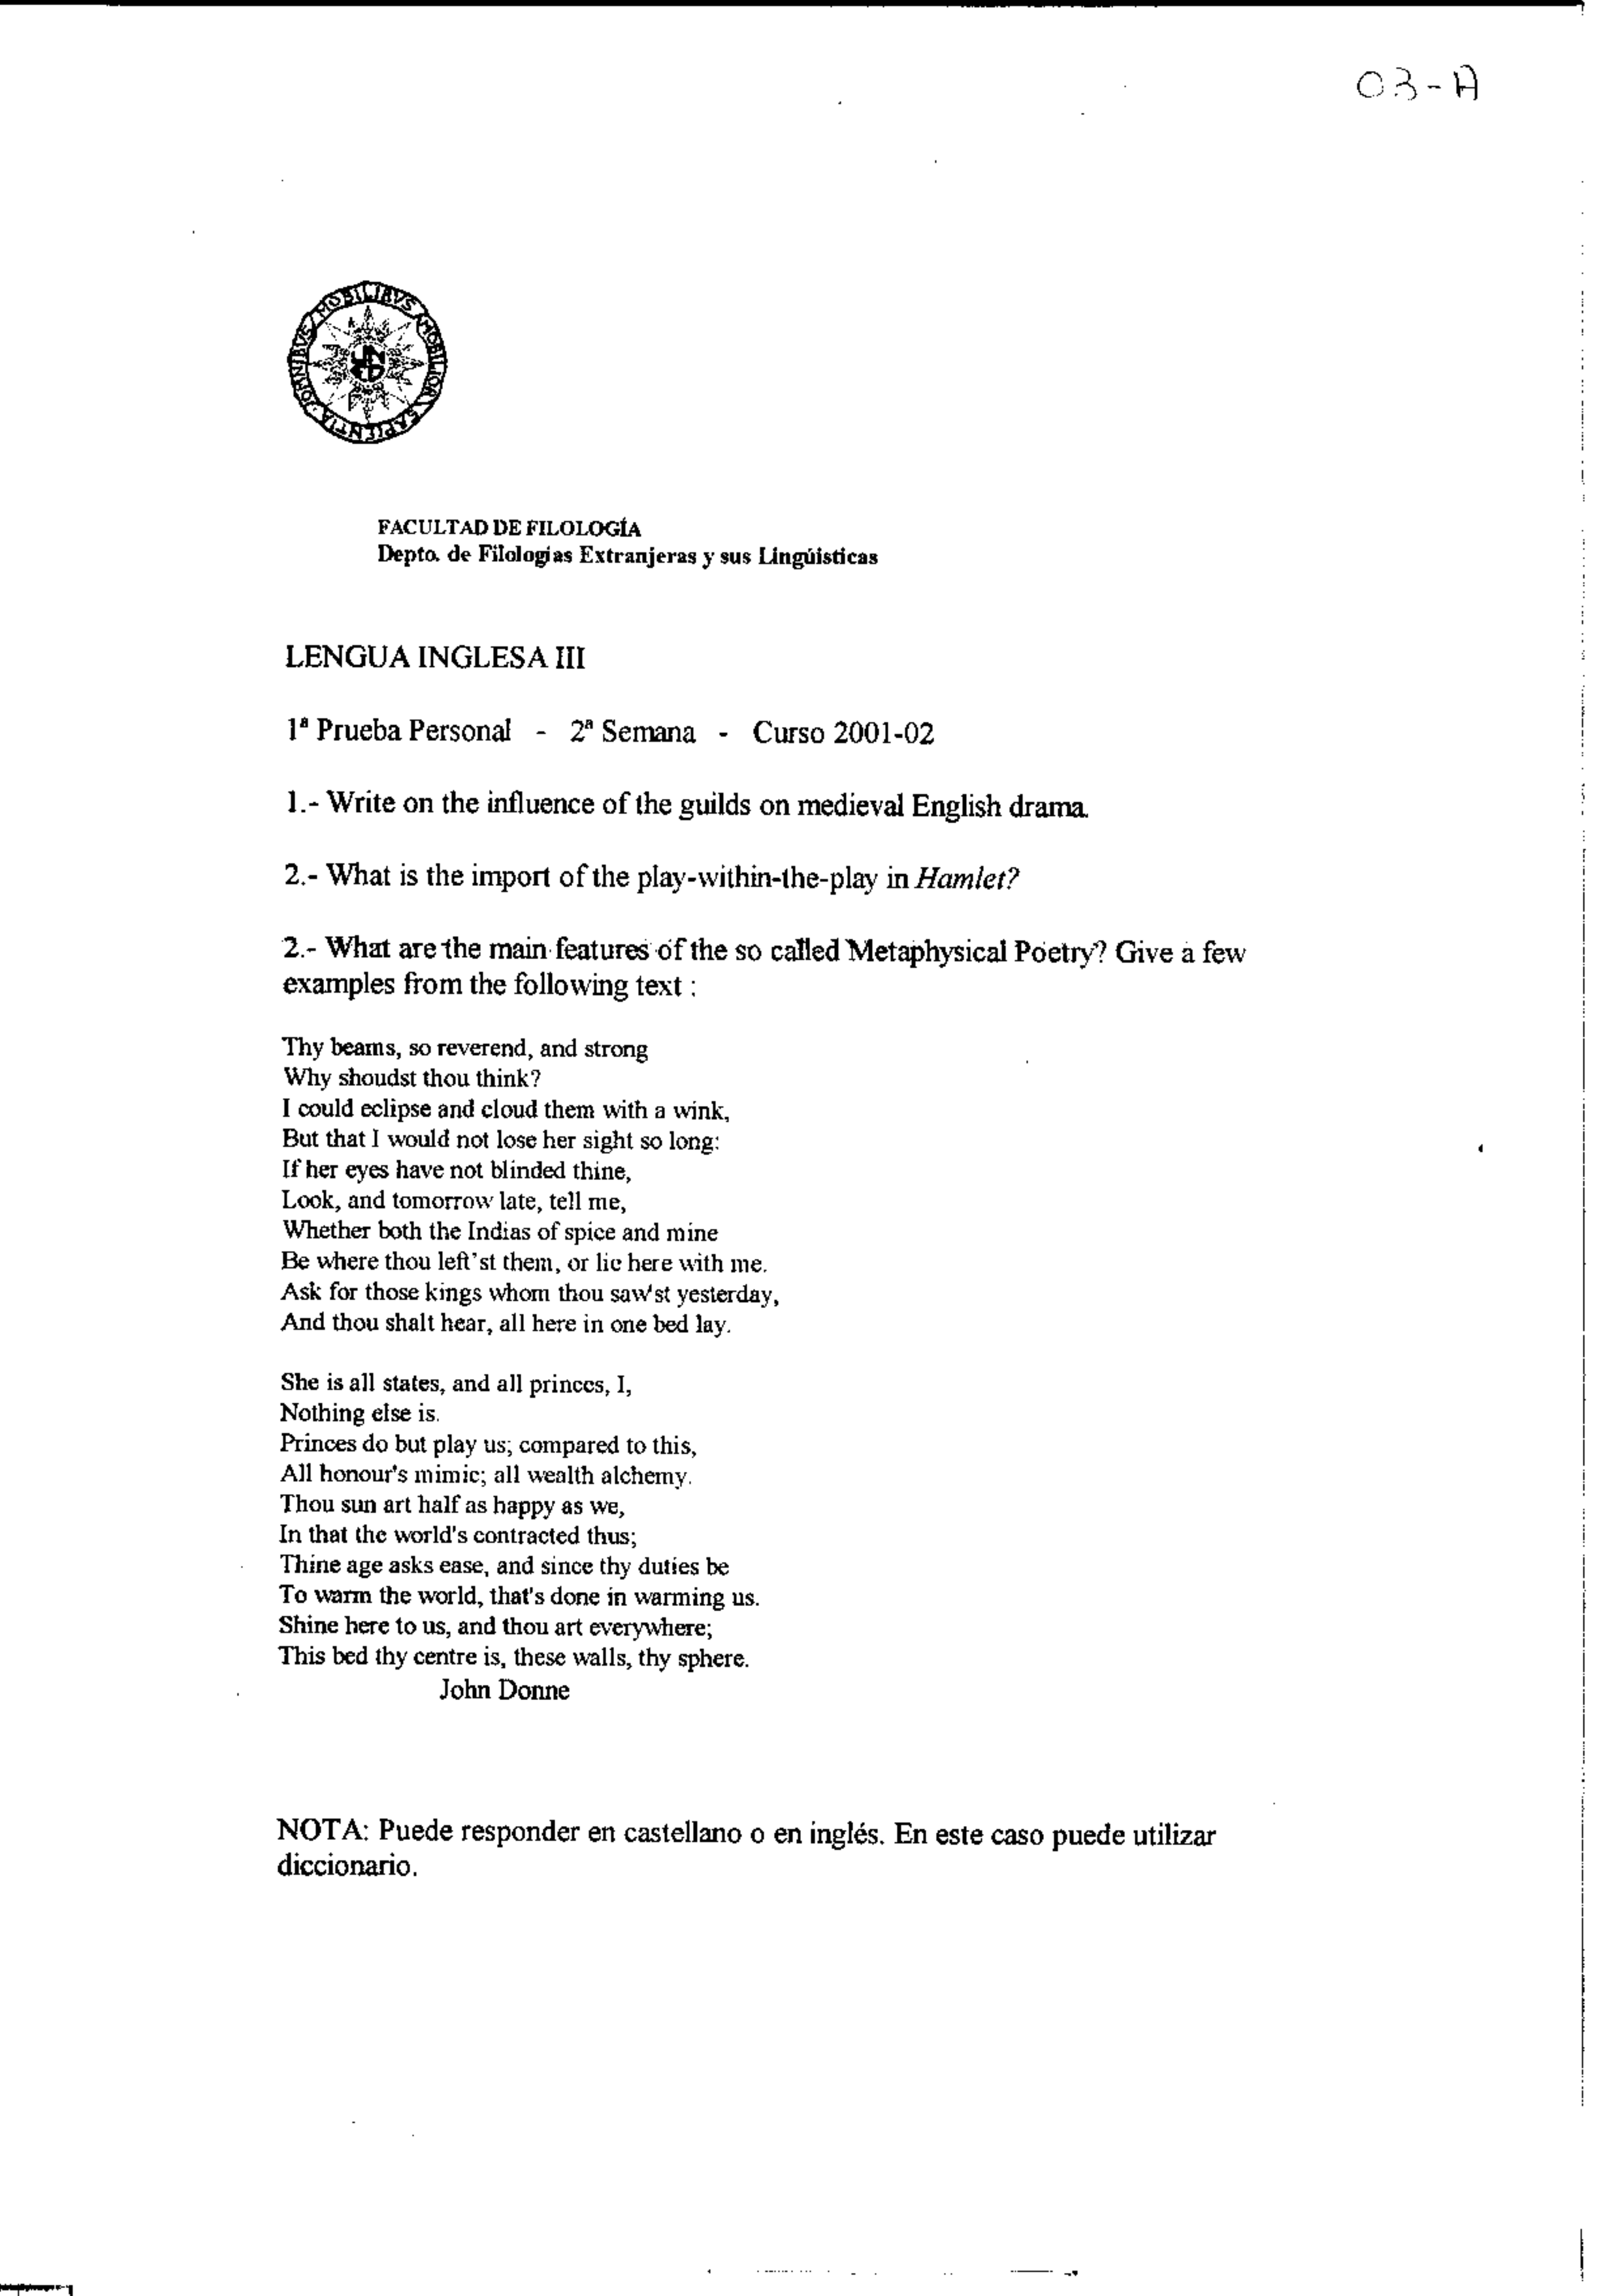 03-A
OMNIBVS MOBILIBVS MOBILIOR SAPIENTIA
FACULTAD DE FILOLOGÍA
Depto. de Filologias Extranjeras y sus Lingüisticas
LENGUA INGLESA III
1ª Prueba Personal - 2ª Semana - Curso 2001-02
1.- Write on the influence of the guilds on medieval English drama.
2.- What is the import of the play-within-the-play in Hamlet?
2.- What are the main features of the so called Metaphysical Poetry? Give a few
examples from the following text :
Thy beams, so reverend, and strong
Why shoudst thou think?
I could eclipse and cloud them with a wink,
But that I would not lose her sight so long:
If her eyes have not blinded thine,
Look, and tomorrow late, tell me,
Whether both the Indias of spice and mine
Be where thou left'st them, or lie here with me.
Ask for those kings whom thou saw'st yesterday,
And thou shalt hear, all here in one bed lay.
She is all states, and all princes, I,
Nothing else is.
Princes do but play us; compared to this,
All honour's mimic; all wealth alchemy.
Thou sun art half as happy as we,
In that the world's contracted thus;
Thine age asks ease, and since thy duties be
To warm the world, that's done in warming us.
Shine here to us, and thou art everywhere;
This bed thy centre is, these walls, thy sphere.
John Donne
NOTA: Puede responder en castellano o en inglés. En este caso puede utilizar
diccionario.